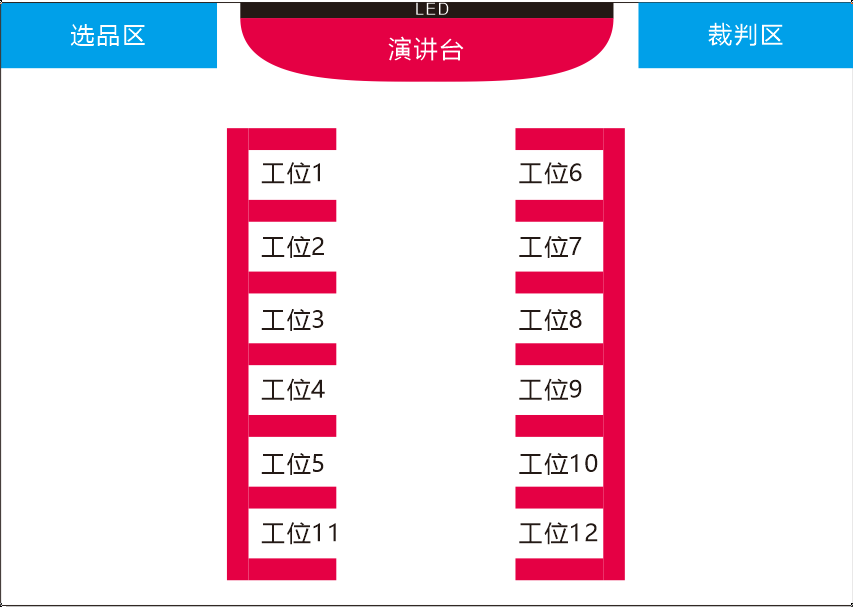 LED
选品区
演讲台
裁判区
工位1
工位6
工位2
工位7
工位3
工位8
工位4
工位9
工位5
工位10
工位11
工位12